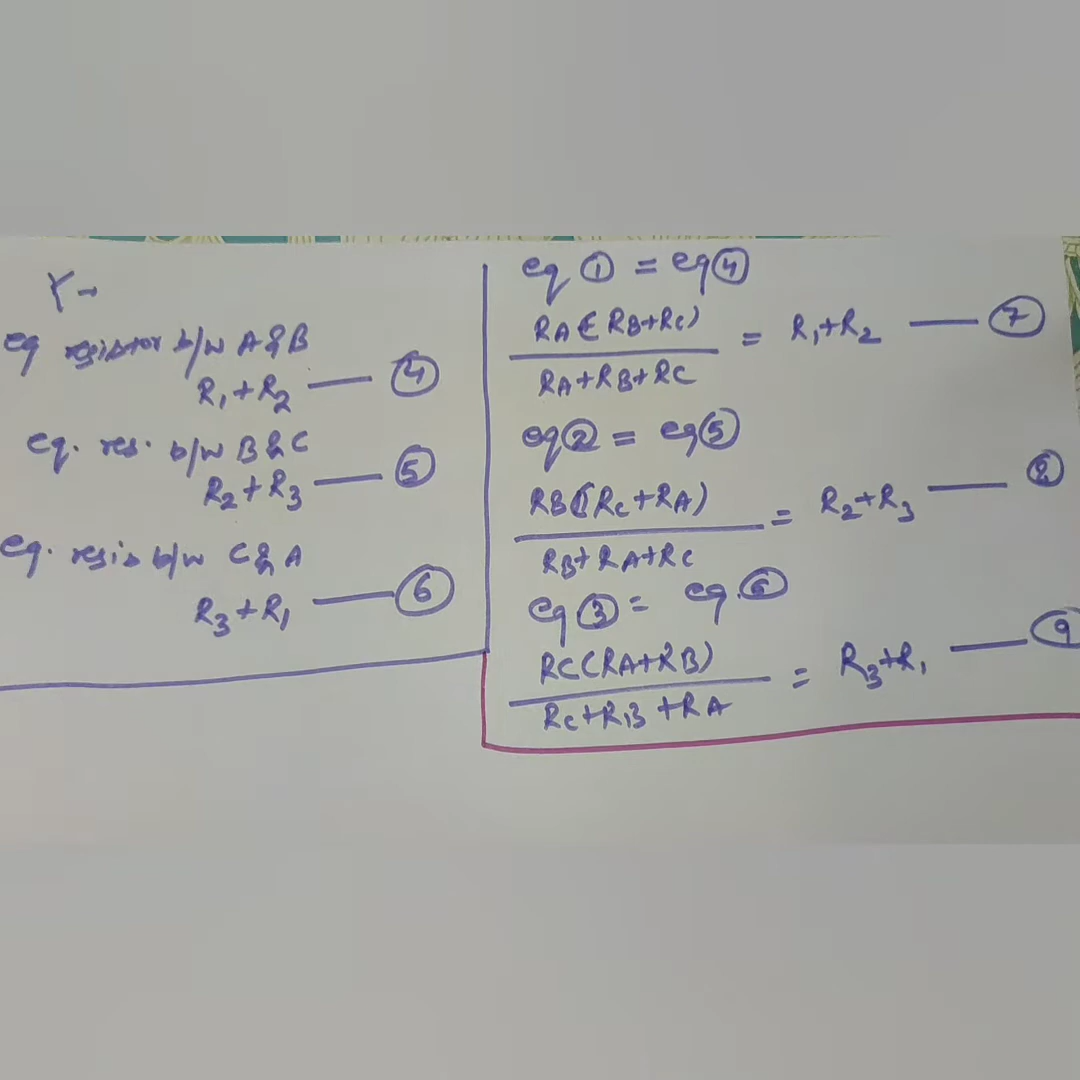 Y→
eq resistor b/w A & B
R₁+R₂ — ④
eq. res. b/w B & C
R₂+R₃ — ⑤
eq. resis b/w C & A
R₃+R₁ — ⑥
eq ① = eq ④
RA(RB+RC)
RA+RB+RC
= R₁+R₂ — ⑦
eq ② = eq ⑤
RB(RC+RA)
RB+RA+RC
= R₂+R₃ — ⑧
eq ③ = eq. ⑥
RC(RA+RB)
RC+RB+RA
= R₃+R₁ — ⑨